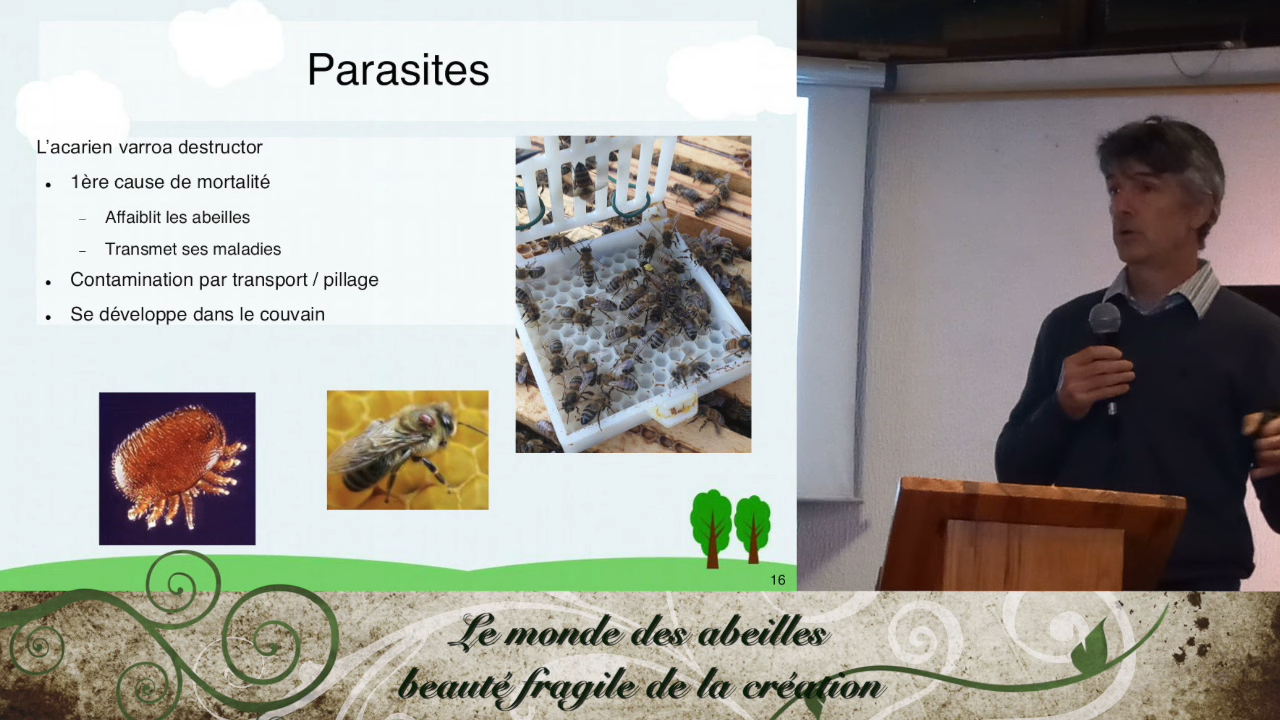 Parasites
L'acarien varroa destructor
• 1ère cause de mortalité
– Affaiblit les abeilles
– Transmet ses maladies
• Contamination par transport / pillage
• Se développe dans le couvain
16
Le monde des abeilles
beauté fragile de la création